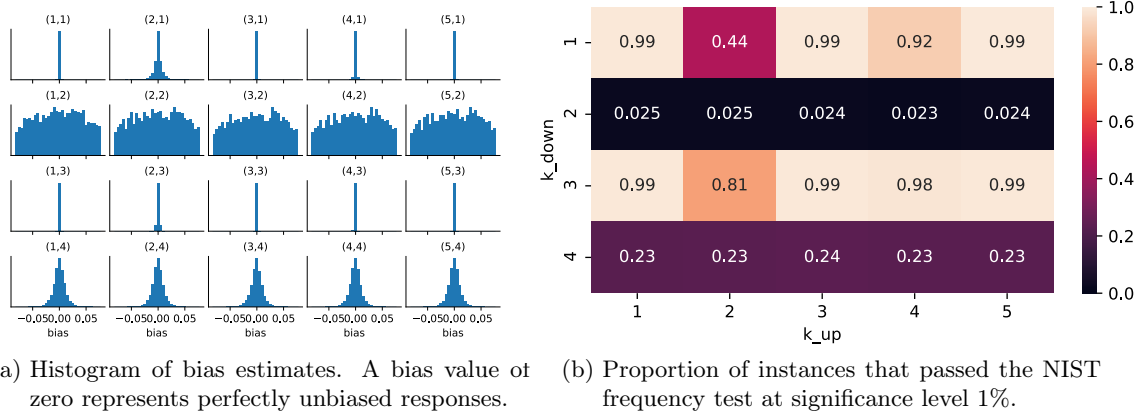 (1,1) (2,1) (3,1) (4,1) (5,1)
(1,2) (2,2) (3,2) (4,2) (5,2)
(1,3) (2,3) (3,3) (4,3) (5,3)
(1,4) (2,4) (3,4) (4,4) (5,4)
−0.050.00 0.05 −0.050.00 0.05 −0.050.00 0.05 −0.050.00 0.05 −0.050.00 0.05
bias bias bias bias bias
a) Histogram of bias estimates. A bias value of
zero represents perfectly unbiased responses.
k_down
1 0.99 0.44 0.99 0.92 0.99
2 0.025 0.025 0.024 0.023 0.024
3 0.99 0.81 0.99 0.98 0.99
4 0.23 0.23 0.24 0.23 0.23
1 2 3 4 5
k_up
1.0
0.8
0.6
0.4
0.2
0.0
(b) Proportion of instances that passed the NIST
frequency test at significance level 1%.